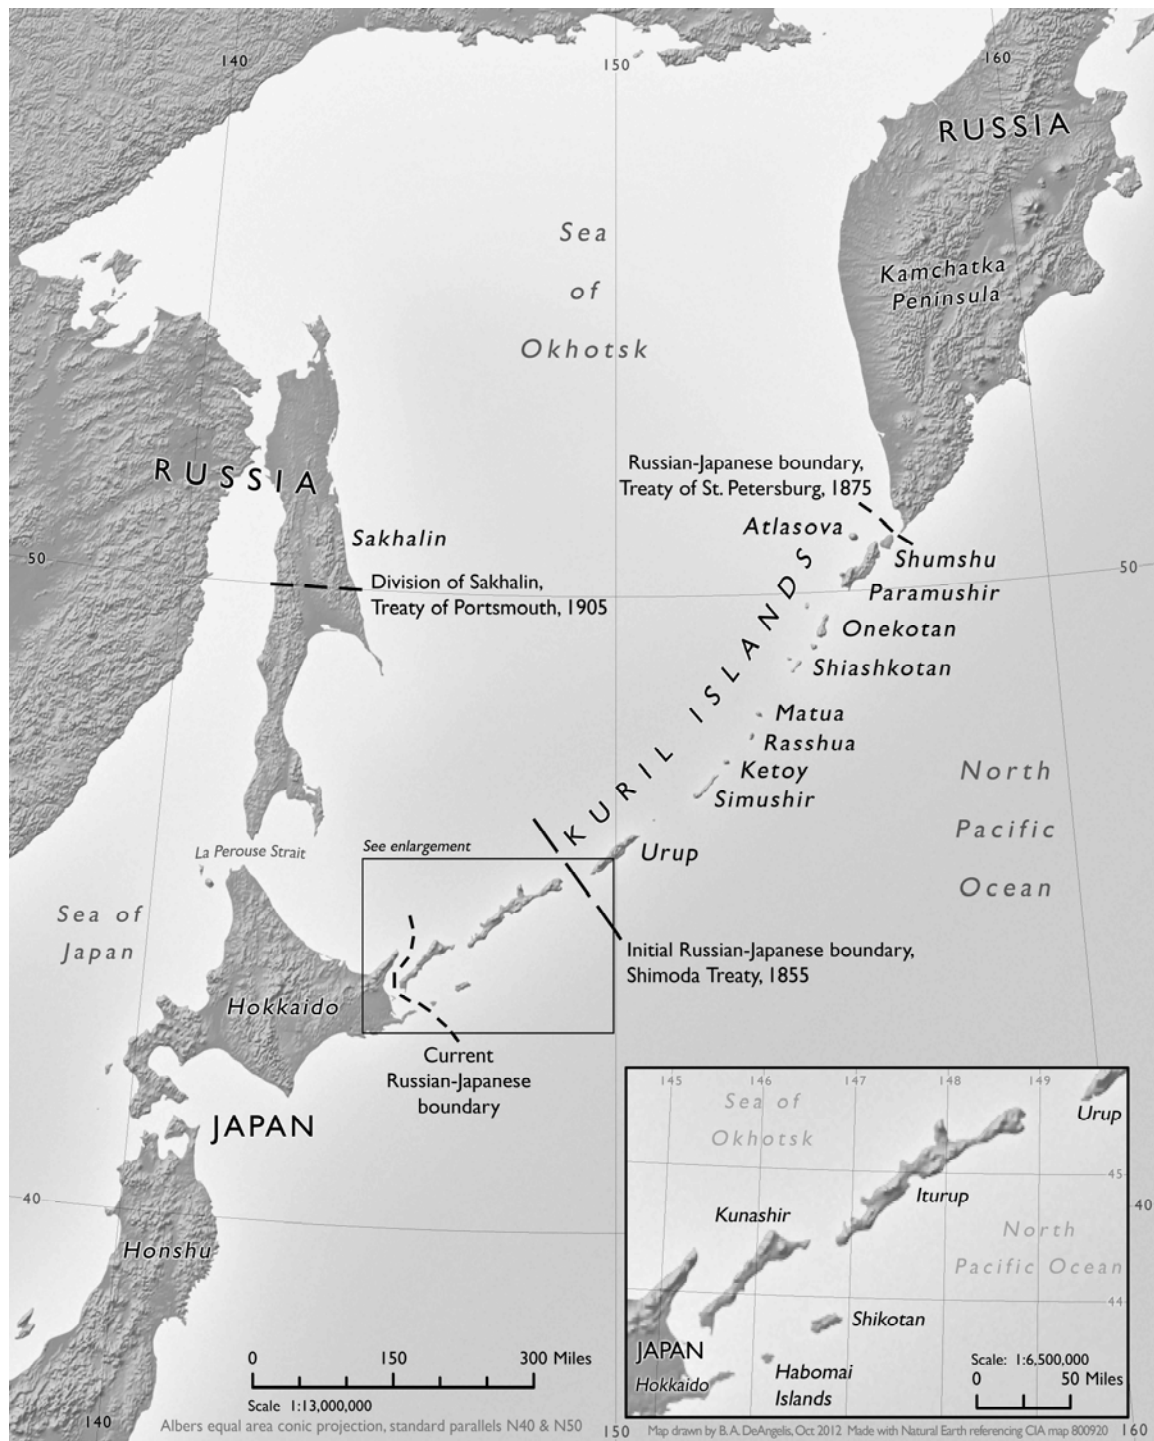 140
150
160
RUSSIA
Sea
of
Okhotsk
Kamchatka
Peninsula
RUSSIA
Russian-Japanese boundary,
Treaty of St. Petersburg, 1875
Atlasova
Sakhalin
50
Shumshu
50
Division of Sakhalin,
Treaty of Portsmouth, 1905
Paramushir
Onekotan
Shiashkotan
KURIL ISLANDS
Matua
Rasshua
Ketoy
Simushir
North
Pacific
Ocean
La Perouse Strait
See enlargement
Urup
Sea of
Japan
Initial Russian-Japanese boundary,
Shimoda Treaty, 1855
Hokkaido
Current
Russian-Japanese
boundary
JAPAN
40
Honshu
145
146
147
148
149
Sea of
Okhotsk
Urup
45
40
Iturup
Kunashir
North
Pacific Ocean
44
Shikotan
JAPAN
Hokkaido
Habomai
Islands
Scale: 1:6,500,000
0 50 Miles
0 150 300 Miles
Scale 1:13,000,000
140
Albers equal area conic projection, standard parallels N40 & N50
150
Map drawn by B. A. DeAngelis, Oct 2012 Made with Natural Earth referencing CIA map 800920
160